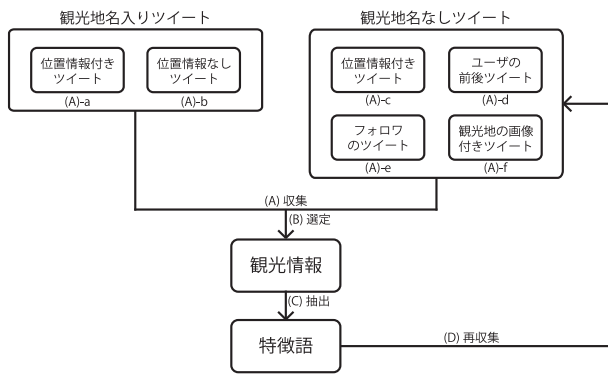 観光地名入りツイート
位置情報付き
ツイート
(A)-a
位置情報なし
ツイート
(A)-b
観光地名なしツイート
位置情報付き
ツイート
(A)-c
ユーザの
前後ツイート
(A)-d
フォロワ
のツイート
(A)-e
観光地の画像
付きツイート
(A)-f
(A) 収集
(B) 選定
観光情報
(C) 抽出
特徴語
(D) 再収集